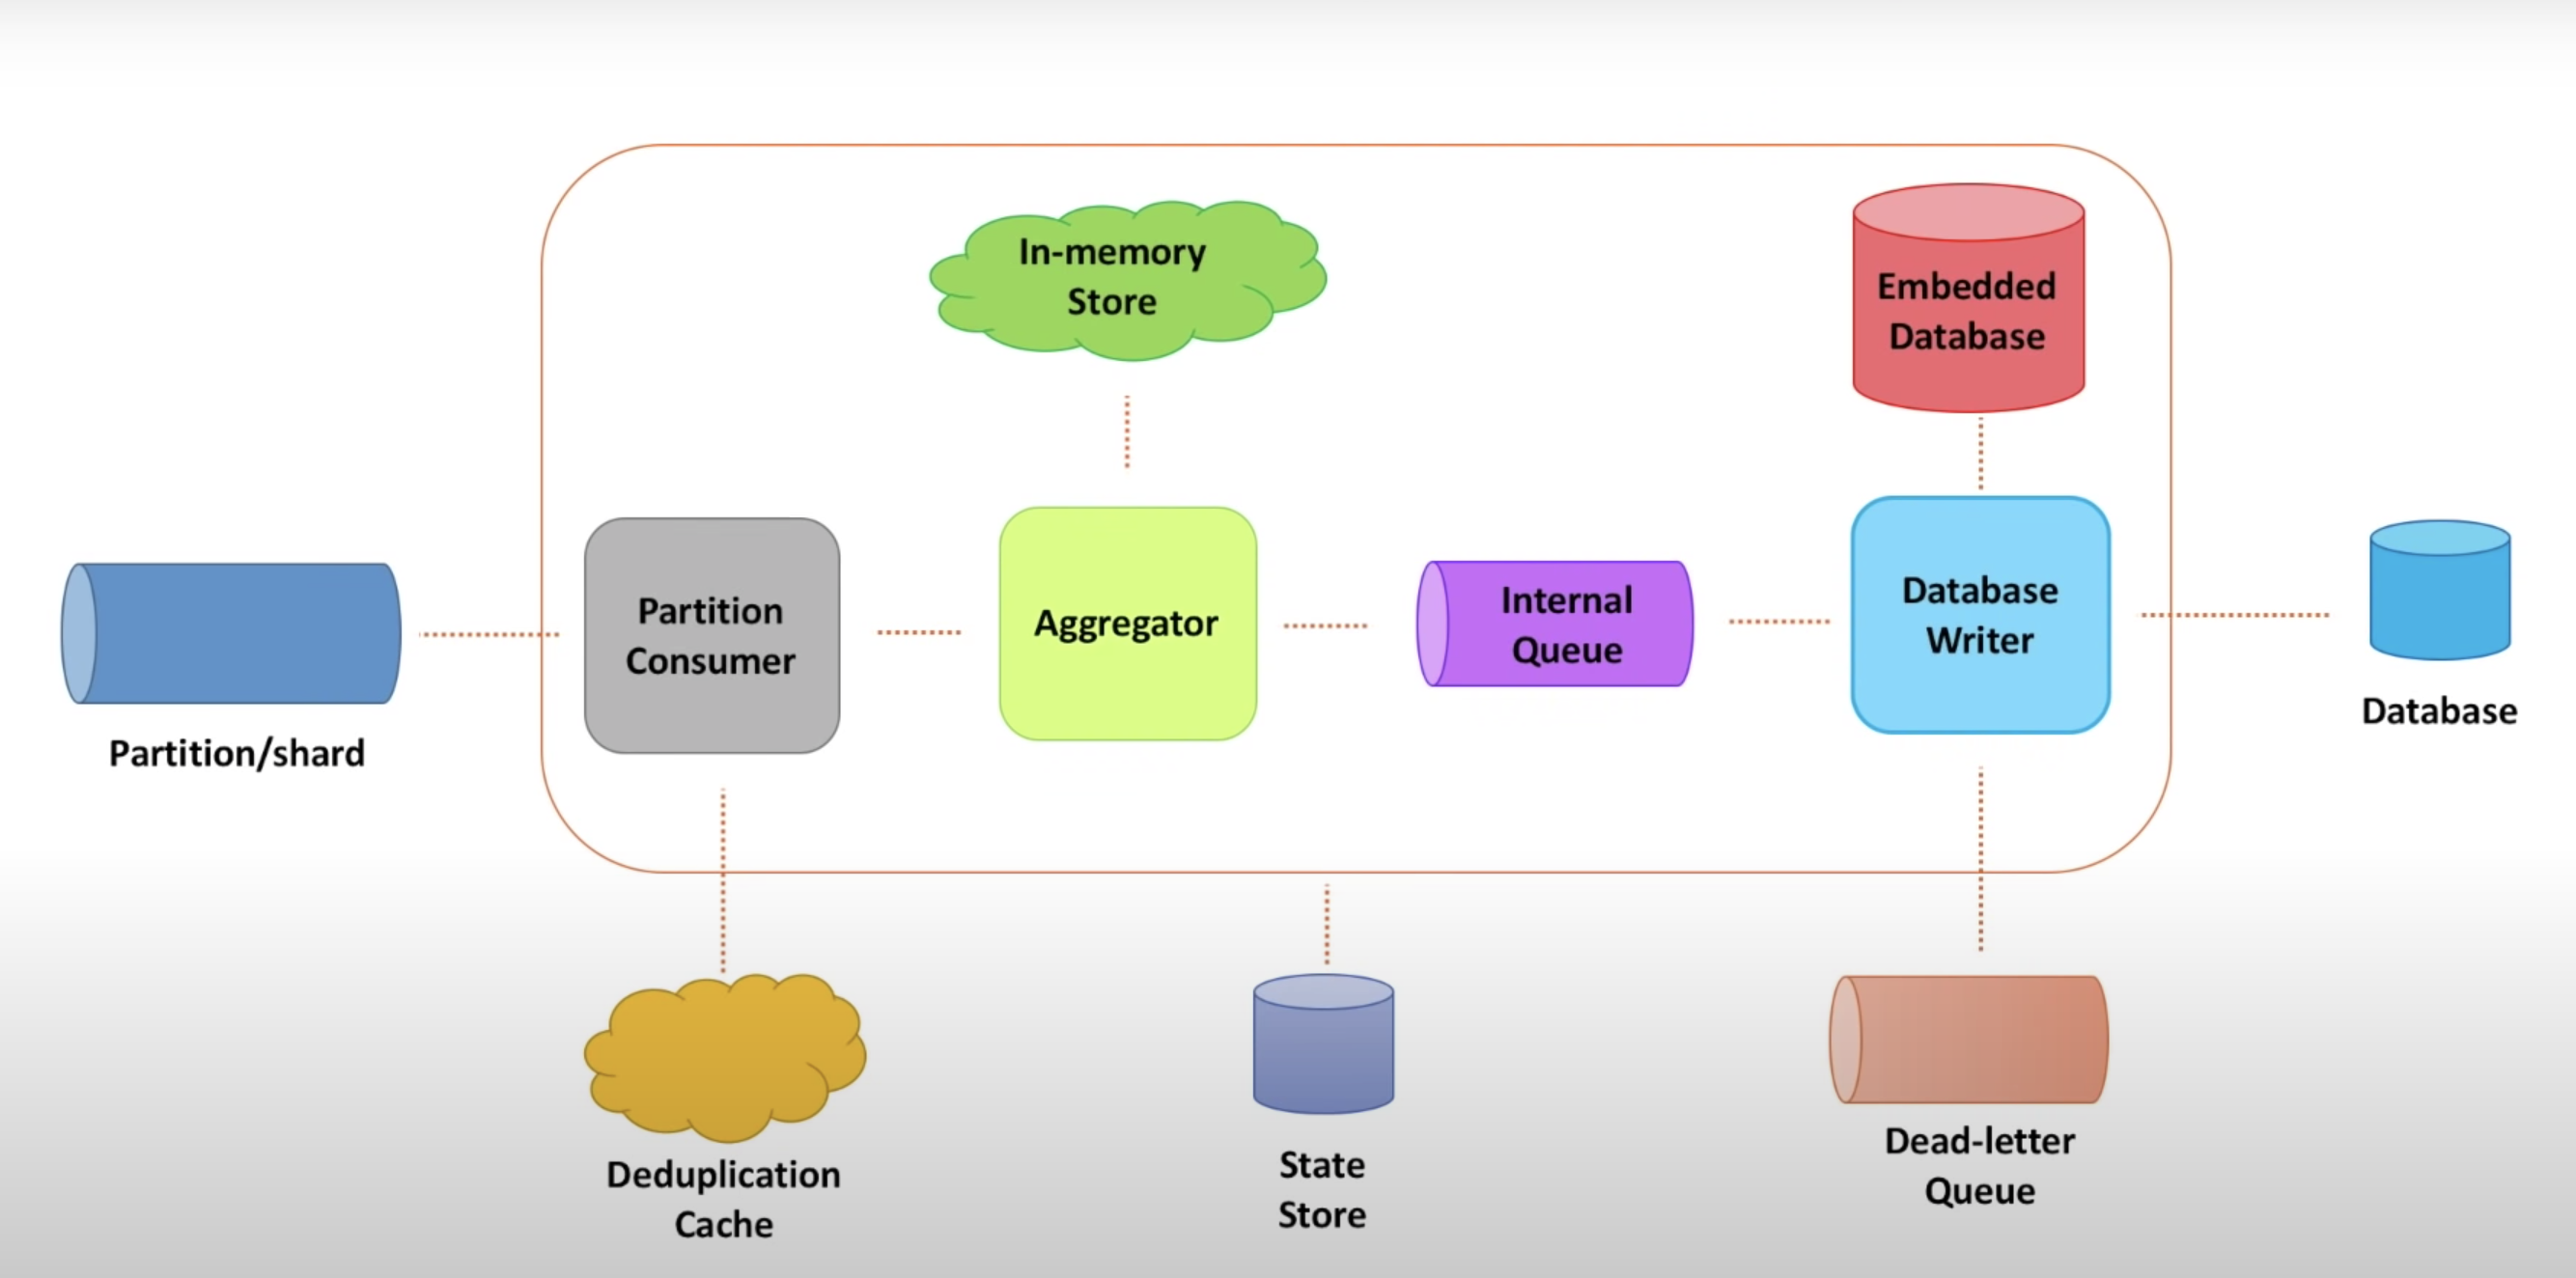 In-memory
Store
Embedded
Database
Partition/shard
Partition
Consumer
Aggregator
Internal
Queue
Database
Writer
Database
Deduplication
Cache
State
Store
Dead-letter
Queue